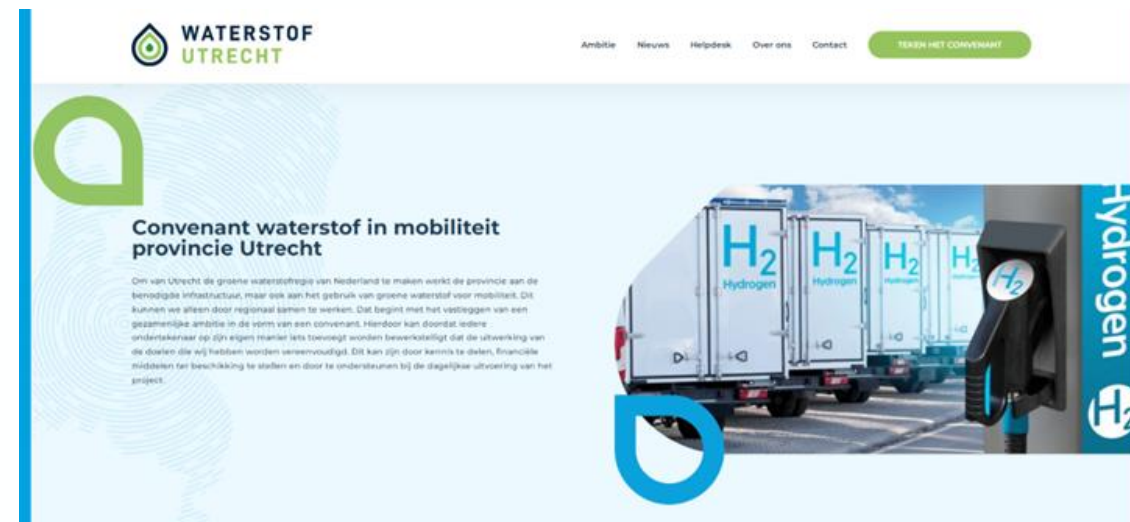 WATERSTOF
UTRECHT
Ambitie Nieuws Helpdesk Over ons Contact TEKEN HET CONVENANT
Convenant waterstof in mobiliteit
provincie Utrecht
Om van Utrecht de groene waterstofregio van Nederland te maken werkt de provincie aan de
benodigde infrastructuur, maar ook aan het gebruik van groene waterstof voor mobiliteit. Dit
kunnen we alleen door regionaal samen te werken. Dat begint met het vastleggen van een
gezamenlijke ambitie in de vorm van een convenant. Hierdoor kan doordat iedere
ondertekenaar op zijn eigen manier iets toevoegt worden bewerkstelligt dat de uitwerking van
de doelen die wij hebben worden vereenvoudigd. Dit kan zijn door kennis te delen, financiële
middelen ter beschikking te stellen en door te ondersteunen bij de dagelijkse uitvoering van het
project.
H2
Hydrogen
H2
Hydrogen
H2
Hydrogen
H2
H2
Hydrogen
H2